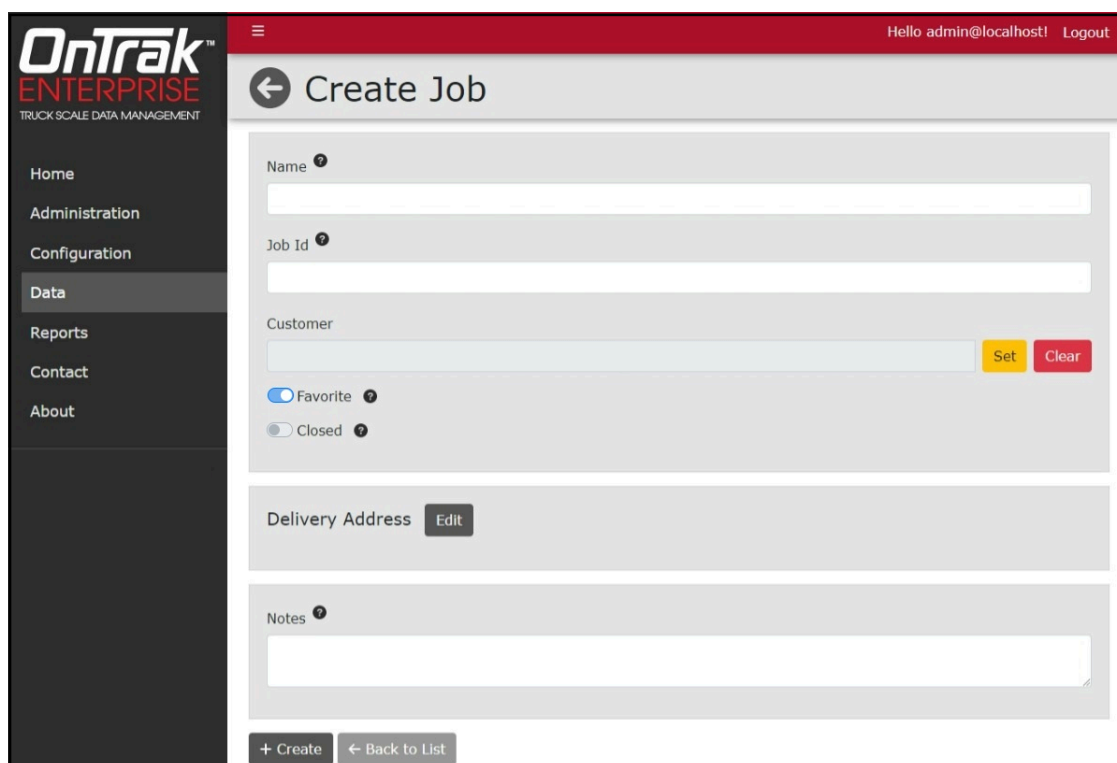 OnTrak™
ENTERPRISE
TRUCK SCALE DATA MANAGEMENT
Home
Administration
Configuration
Data
Reports
Contact
About
Hello admin@localhost! Logout
Create Job
Name
Job Id
Customer
Set Clear
Favorite
Closed
Delivery Address Edit
Notes
+ Create ← Back to List